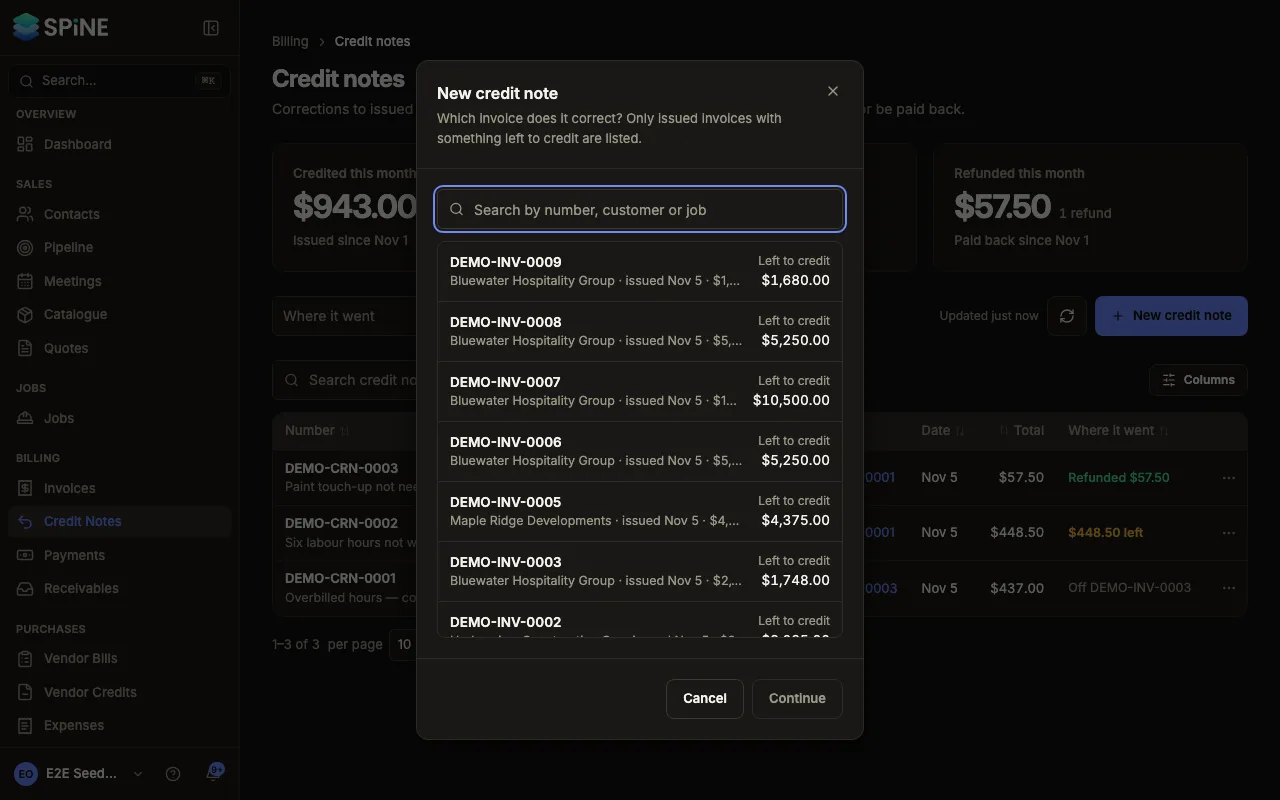 SPiNE
Search...
⌘K
OVERVIEW
Dashboard
SALES
Contacts
Pipeline
Meetings
Catalogue
Quotes
JOBS
Jobs
BILLING
Invoices
Credit Notes
Payments
Receivables
PURCHASES
Vendor Bills
Vendor Credits
Expenses
EO E2E Seed...
9+
Billing > Credit notes
Credit notes
Corrections to issued
r be paid back.
Credited this month
$943.00
Issued since Nov 1
Refunded this month
$57.50 1 refund
Paid back since Nov 1
Where it went
Updated just now
+ New credit note
Search credit no
Columns
Number
Date
Total
Where it went
DEMO-CRN-0003
Paint touch-up not nee
0001
Nov 5
$57.50
Refunded $57.50
DEMO-CRN-0002
Six labour hours not w
0001
Nov 5
$448.50
$448.50 left
DEMO-CRN-0001
Overbilled hours — co
0003
Nov 5
$437.00
Off DEMO-INV-0003
1–3 of 3 per page 10
New credit note
Which invoice does it correct? Only issued invoices with
something left to credit are listed.
Search by number, customer or job
DEMO-INV-0009
Left to credit
Bluewater Hospitality Group · issued Nov 5 · $1,...
$1,680.00
DEMO-INV-0008
Left to credit
Bluewater Hospitality Group · issued Nov 5 · $5,...
$5,250.00
DEMO-INV-0007
Left to credit
Bluewater Hospitality Group · issued Nov 5 · $1...
$10,500.00
DEMO-INV-0006
Left to credit
Bluewater Hospitality Group · issued Nov 5 · $5,...
$5,250.00
DEMO-INV-0005
Left to credit
Maple Ridge Developments · issued Nov 5 · $4,...
$4,375.00
DEMO-INV-0003
Left to credit
Bluewater Hospitality Group · issued Nov 5 · $2,...
$1,748.00
DEMO-INV-0002
Left to credit
Cancel
Continue